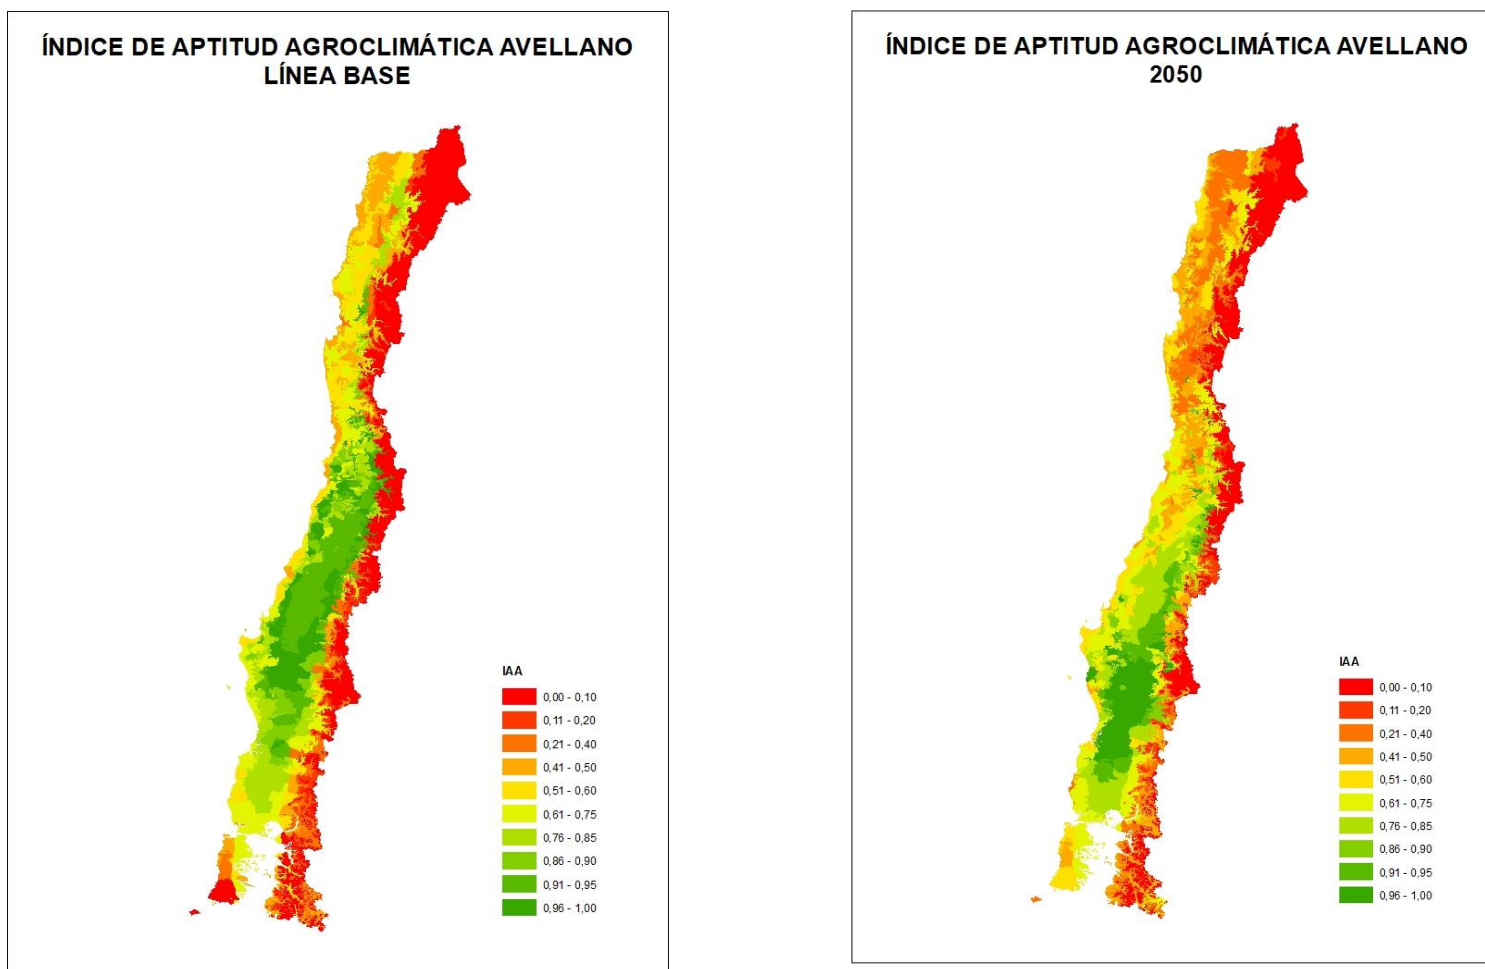 ÍNDICE DE APTITUD AGROCLIMÁTICA AVELLANO
LÍNEA BASE
IAA
0,00 - 0,10
0,11 - 0,20
0,21 - 0,40
0,41 - 0,50
0,51 - 0,60
0,61 - 0,75
0,76 - 0,85
0,86 - 0,90
0,91 - 0,95
0,96 - 1,00
ÍNDICE DE APTITUD AGROCLIMÁTICA AVELLANO
2050
IAA
0,00 - 0,10
0,11 - 0,20
0,21 - 0,40
0,41 - 0,50
0,51 - 0,60
0,61 - 0,75
0,76 - 0,85
0,86 - 0,90
0,91 - 0,95
0,96 - 1,00